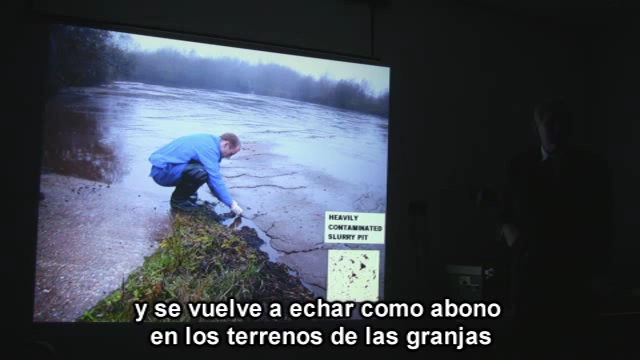 HEAVILY
CONTAMINATED
SLURRY PIT
y se vuelve a echar como abono
en los terrenos de las granjas